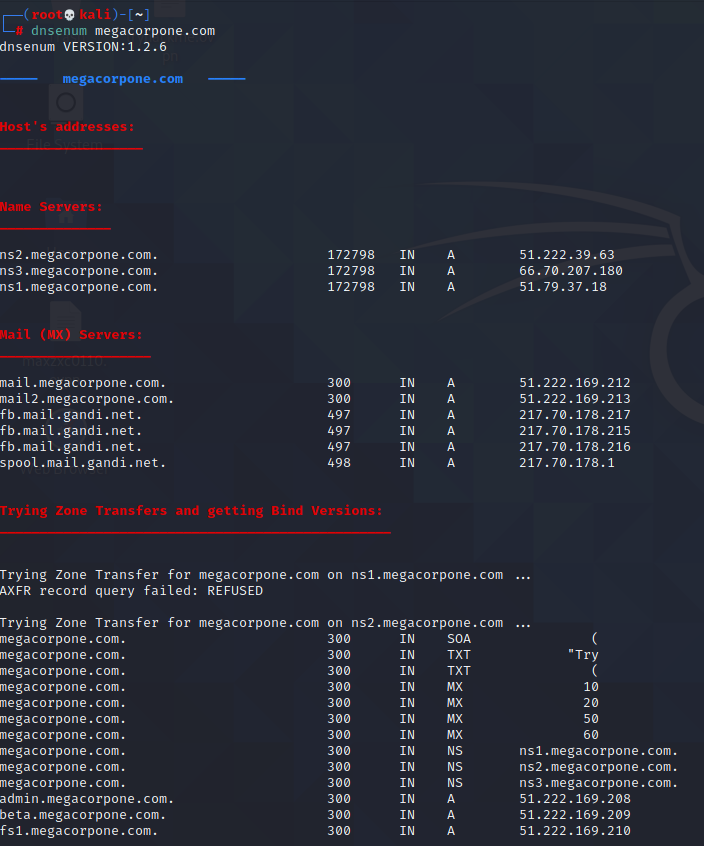 (root💀kali)-[~]
# dnsenum megacorpone.com
dnsenum VERSION:1.2.6
megacorpone.com
Host's addresses:
File System
Name Servers:
ns2.megacorpone.com. 172798 IN A 51.222.39.63
ns3.megacorpone.com. 172798 IN A 66.70.207.180
ns1.megacorpone.com. 172798 IN A 51.79.37.18
Mail (MX) Servers:
mail.megacorpone.com. 300 IN A 51.222.169.212
mail2.megacorpone.com. 300 IN A 51.222.169.213
fb.mail.gandi.net. 497 IN A 217.70.178.217
fb.mail.gandi.net. 497 IN A 217.70.178.215
fb.mail.gandi.net. 497 IN A 217.70.178.216
spool.mail.gandi.net. 498 IN A 217.70.178.1
Trying Zone Transfers and getting Bind Versions:
Trying Zone Transfer for megacorpone.com on ns1.megacorpone.com ...
AXFR record query failed: REFUSED
Trying Zone Transfer for megacorpone.com on ns2.megacorpone.com ...
megacorpone.com. 300 IN SOA (
megacorpone.com. 300 IN TXT "Try
megacorpone.com. 300 IN TXT (
megacorpone.com. 300 IN MX 10
megacorpone.com. 300 IN MX 20
megacorpone.com. 300 IN MX 50
megacorpone.com. 300 IN MX 60
megacorpone.com. 300 IN NS ns1.megacorpone.com.
megacorpone.com. 300 IN NS ns2.megacorpone.com.
megacorpone.com. 300 IN NS ns3.megacorpone.com.
admin.megacorpone.com. 300 IN A 51.222.169.208
beta.megacorpone.com. 300 IN A 51.222.169.209
fs1.megacorpone.com. 300 IN A 51.222.169.210